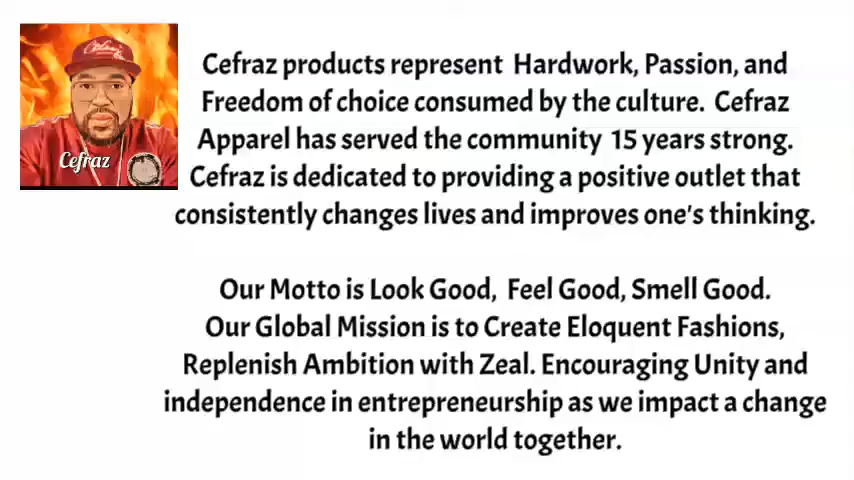 Cefraz
Cefraz products represent Hardwork, Passion, and
Freedom of choice consumed by the culture. Cefraz
Apparel has served the community 15 years strong.
Cefraz is dedicated to providing a positive outlet that
consistently changes lives and improves one's thinking.
Our Motto is Look Good, Feel Good, Smell Good.
Our Global Mission is to Create Eloquent Fashions,
Replenish Ambition with Zeal. Encouraging Unity and
independence in entrepreneurship as we impact a change
in the world together.